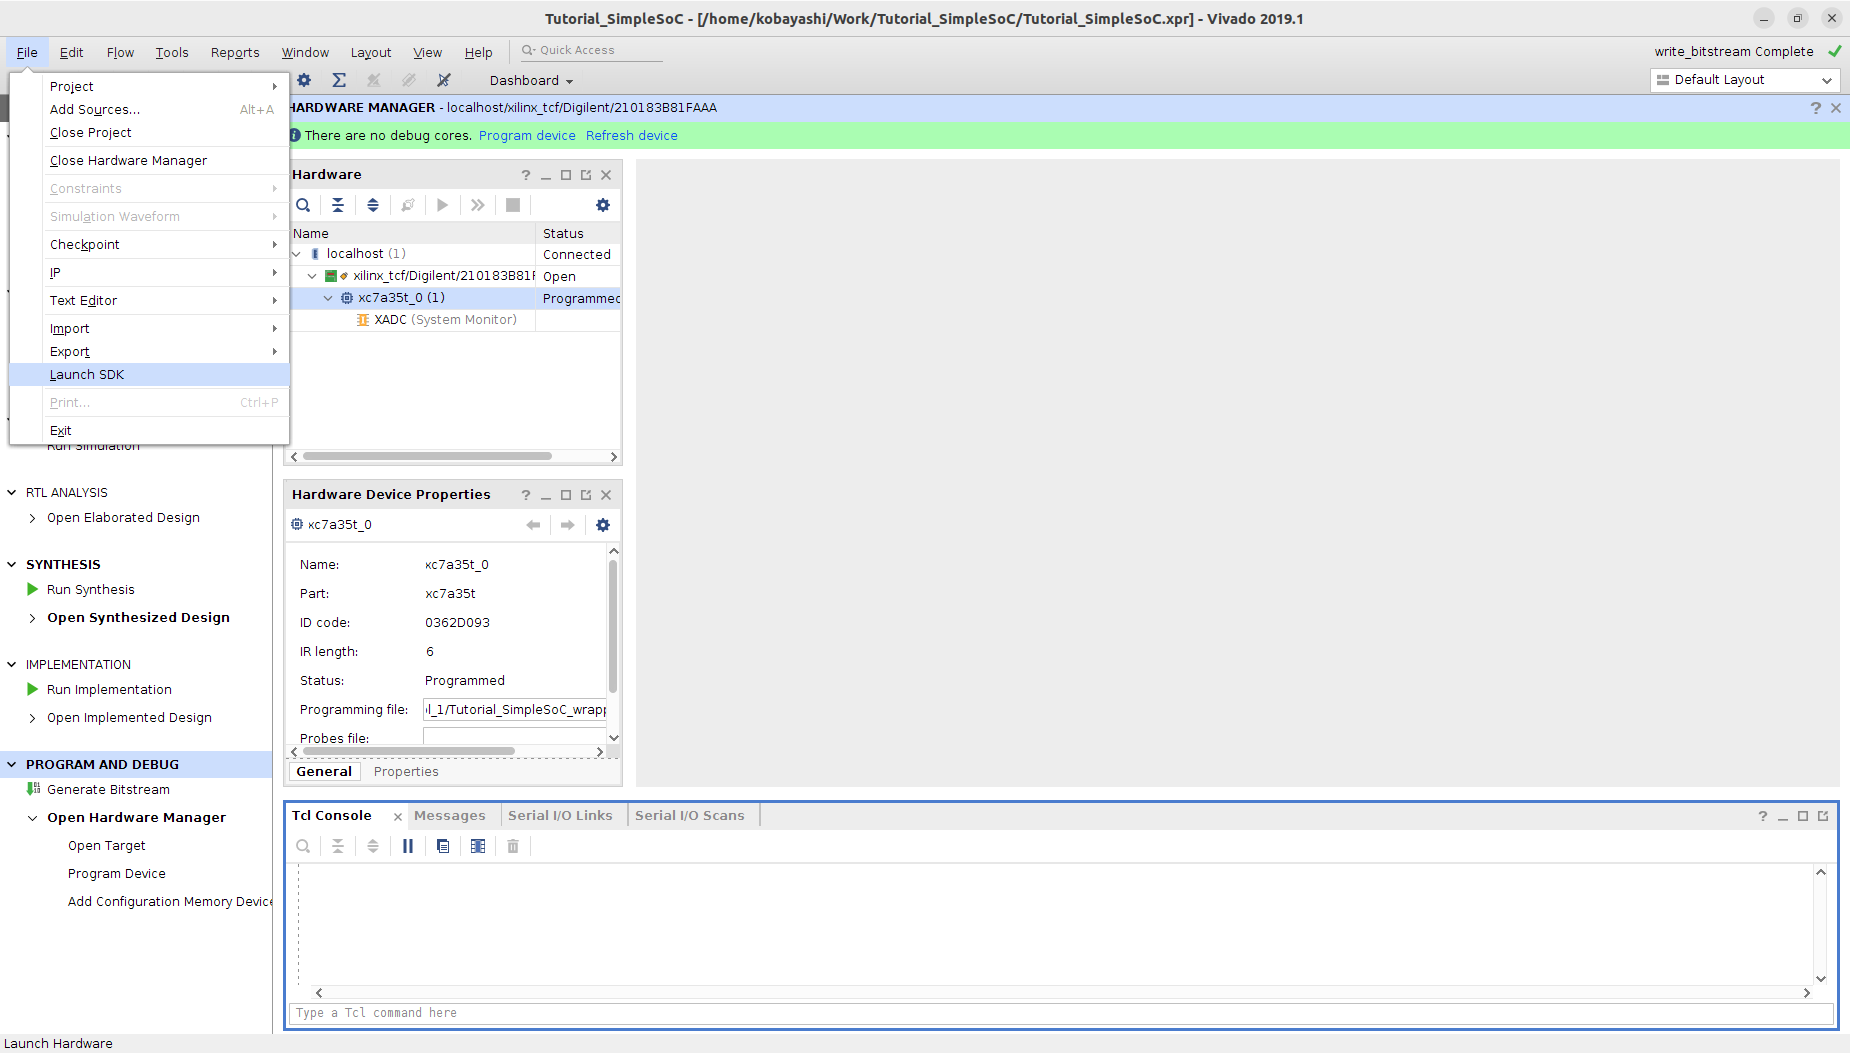 Tutorial_SimpleSoC - [/home/kobayashi/Work/Tutorial_SimpleSoC/Tutorial_SimpleSoC.xpr] - Vivado 2019.1
File Edit Flow Tools Reports Window Layout View Help Quick Access write_bitstream Complete
Dashboard Default Layout
Project
Add Sources... Alt+A
Close Project
Close Hardware Manager
Constraints
Simulation Waveform
Checkpoint
IP
Text Editor
Import
Export
Launch SDK
Print... Ctrl+P
Exit
Run Simulation
RTL ANALYSIS
Open Elaborated Design
SYNTHESIS
Run Synthesis
Open Synthesized Design
IMPLEMENTATION
Run Implementation
Open Implemented Design
PROGRAM AND DEBUG
Generate Bitstream
Open Hardware Manager
Open Target
Program Device
Add Configuration Memory Device
HARDWARE MANAGER - localhost/xilinx_tcf/Digilent/210183B81FAAA
There are no debug cores. Program device Refresh device
Hardware
Name Status
localhost (1) Connected
xilinx_tcf/Digilent/210183B81F Open
xc7a35t_0 (1) Programmed
XADC (System Monitor)
Hardware Device Properties
xc7a35t_0
Name: xc7a35t_0
Part: xc7a35t
ID code: 0362D093
IR length: 6
Status: Programmed
Programming file: l_1/Tutorial_SimpleSoC_wrapp
Probes file:
General Properties
Tcl Console Messages Serial I/O Links Serial I/O Scans
Type a Tcl command here
Launch Hardware